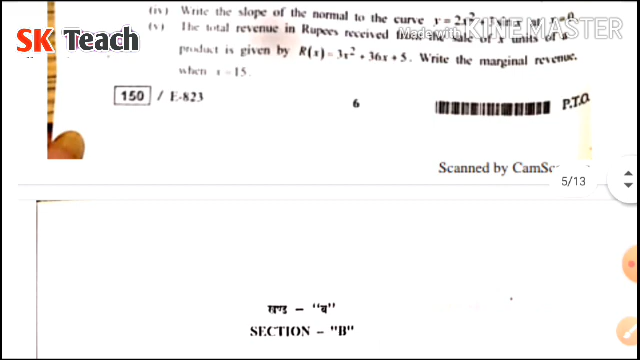 SK Teach
(iv) Write the slope of the normal to the curve y = 2x² at x = 0
Made with KINEMASTER
(v) The total revenue in Rupees received from the sale of x units of a
product is given by R(x) = 3x² + 36x + 5. Write the marginal revenue,
when x = 15.
150 / E-823
6
P.T.O.
Scanned by CamSc
5/13
खण्ड – "ब"
SECTION – "B"